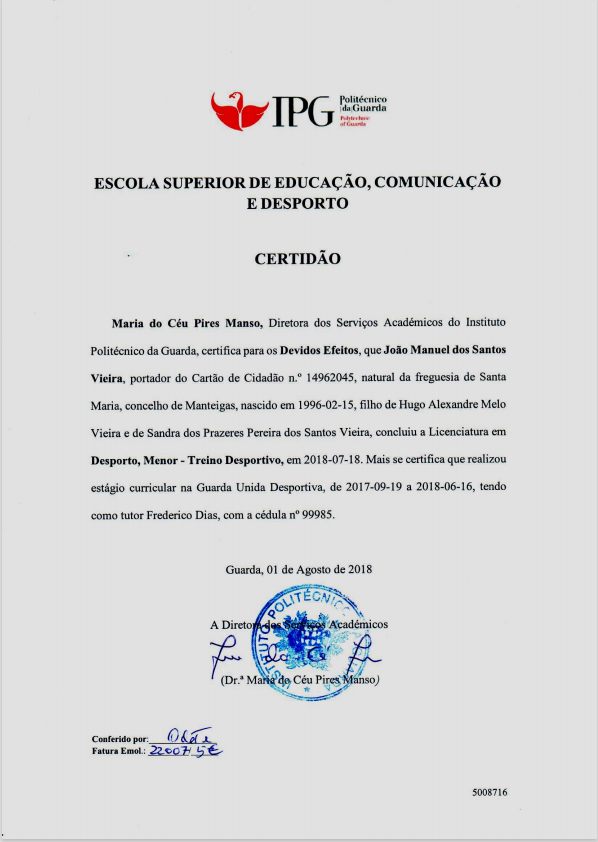 IPG Politécnico
da Guarda
Polytechnic
of Guarda
ESCOLA SUPERIOR DE EDUCAÇÃO, COMUNICAÇÃO
E DESPORTO
CERTIDÃO
Maria do Céu Pires Manso, Diretora dos Serviços Académicos do Instituto
Politécnico da Guarda, certifica para os Devidos Efeitos, que João Manuel dos Santos
Vieira, portador do Cartão de Cidadão n.º 14962045, natural da freguesia de Santa
Maria, concelho de Manteigas, nascido em 1996-02-15, filho de Hugo Alexandre Melo
Vieira e de Sandra dos Prazeres Pereira dos Santos Vieira, concluiu a Licenciatura em
Desporto, Menor - Treino Desportivo, em 2018-07-18. Mais se certifica que realizou
estágio curricular na Guarda Unida Desportiva, de 2017-09-19 a 2018-06-16, tendo
como tutor Frederico Dias, com a cédula nº 99985.
Guarda, 01 de Agosto de 2018
INSTITUTO POLITÉCNICO
GUARDA
A Diretora dos Serviços Académicos
(Dr.ª Maria do Céu Pires Manso)
Conferido por:
Fatura Emol.:
5008716